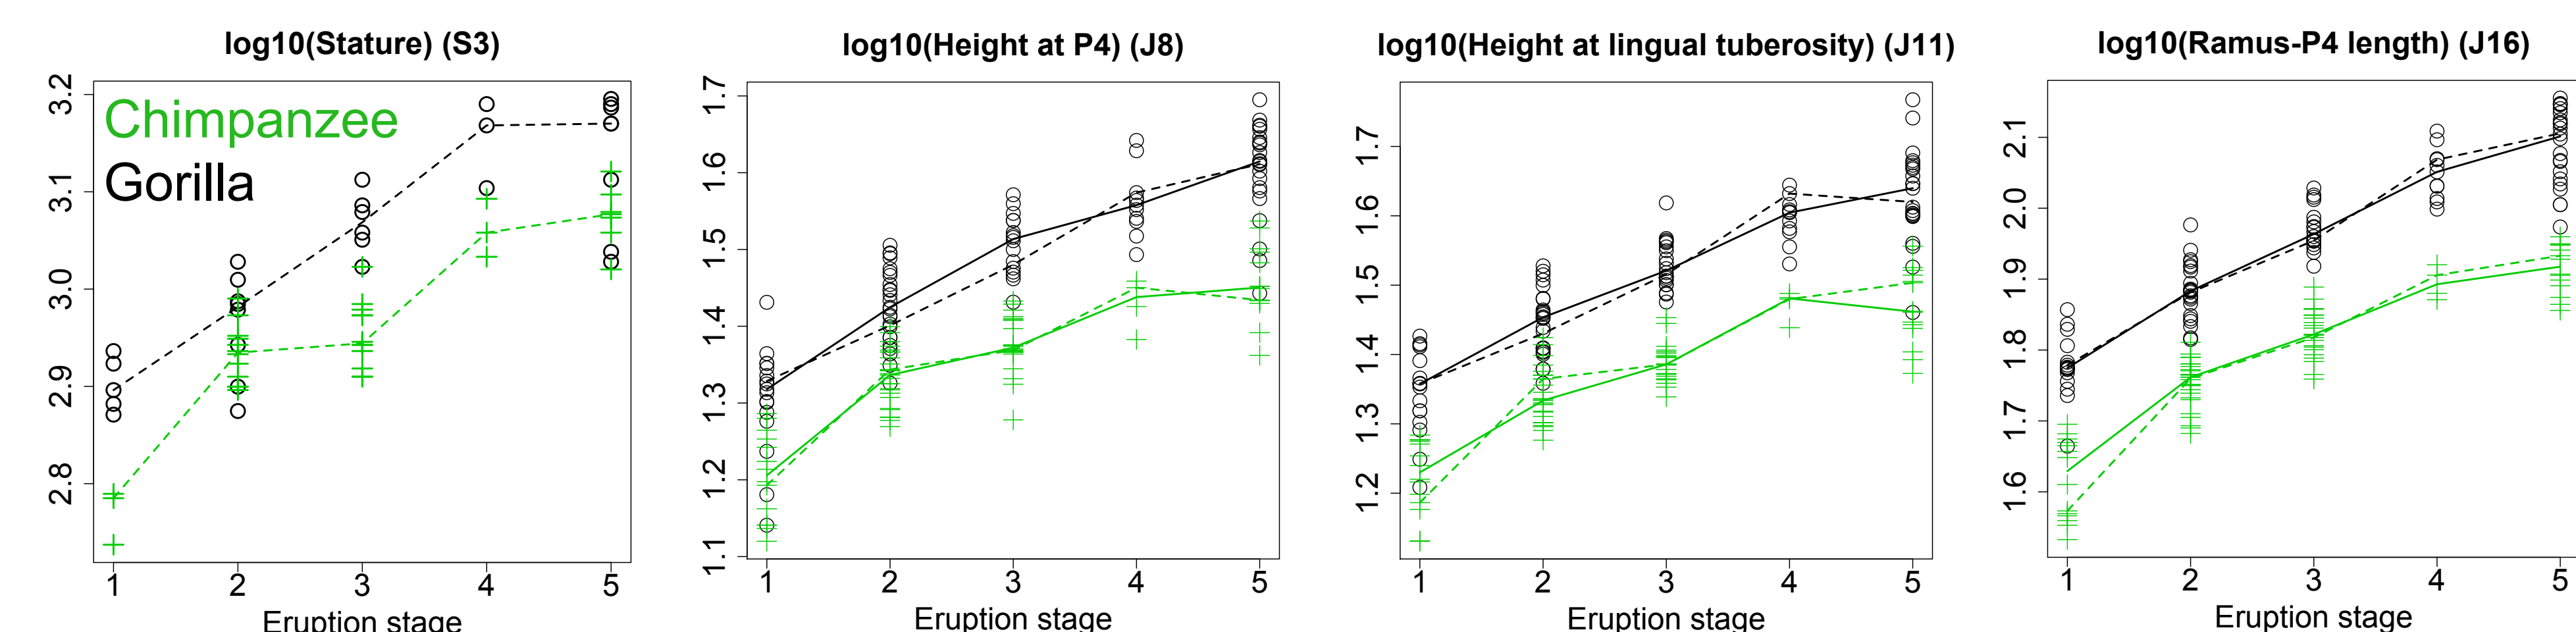 log10(Stature) (S3)
3.2
3.1
3.0
2.9
2.8
Chimpanzee
Gorilla
1 2 3 4 5
Eruption stage
log10(Height at P4) (J8)
1.7
1.6
1.5
1.4
1.3
1.2
1.1
1 2 3 4 5
Eruption stage
log10(Height at lingual tuberosity) (J11)
1.7
1.6
1.5
1.4
1.3
1.2
1 2 3 4 5
Eruption stage
log10(Ramus-P4 length) (J16)
2.1
2.0
1.9
1.8
1.7
1.6
1 2 3 4 5
Eruption stage